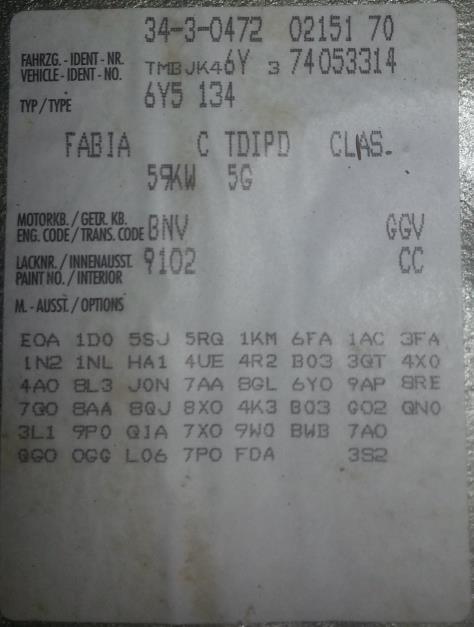 34-3-0472 02151 70
FAHRZG. - IDENT - NR.
VEHICLE - IDENT - NO. TMBJK46Y 3 74053314
TYP / TYPE 6Y5 134
FABIA C TDIPD CLAS.
59KW 5G
MOTORKB. / GETR. KB.
ENG. CODE / TRANS. CODE BNV GGV
LACKNR. / INNENAUSST. 9102 CC
PAINT NO. / INTERIOR
M. - AUSST. / OPTIONS
E0A 1D0 5SJ 5RQ 1KM 6FA 1AC 3FA
1N2 1NL HA1 4UE 4R2 B03 3GT 4X0
4A0 8L3 J0N 7AA 8GL 6Y0 9AP 8RE
7Q0 8AA 8QJ 8X0 4K3 B03 G02 QN0
3L1 9P0 Q1A 7X0 9WQ BWB 7A0
GG0 0GG L06 7P0 FDA 3S2